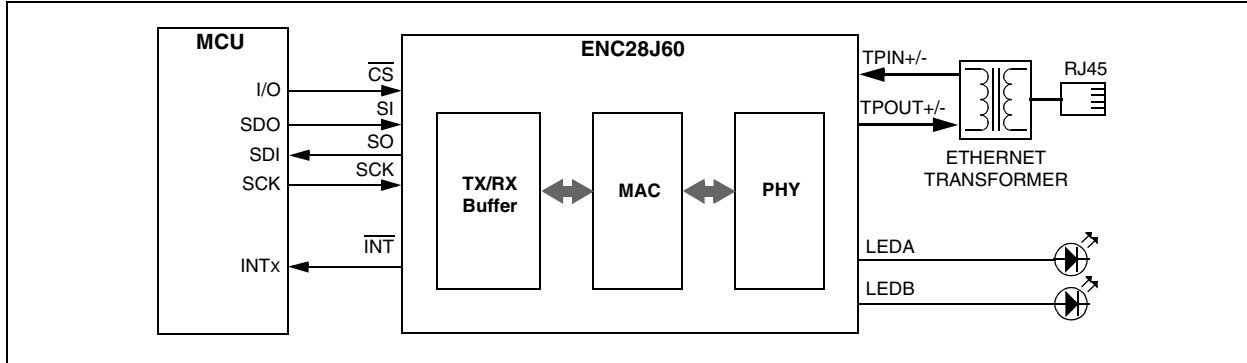 MCU
I/O
SDO
SDI
SCK
INTx
CS
SI
SO
SCK
INT
ENC28J60
TX/RX
Buffer
MAC
PHY
TPIN+/-
TPOUT+/-
RJ45
ETHERNET
TRANSFORMER
LEDA
LEDB